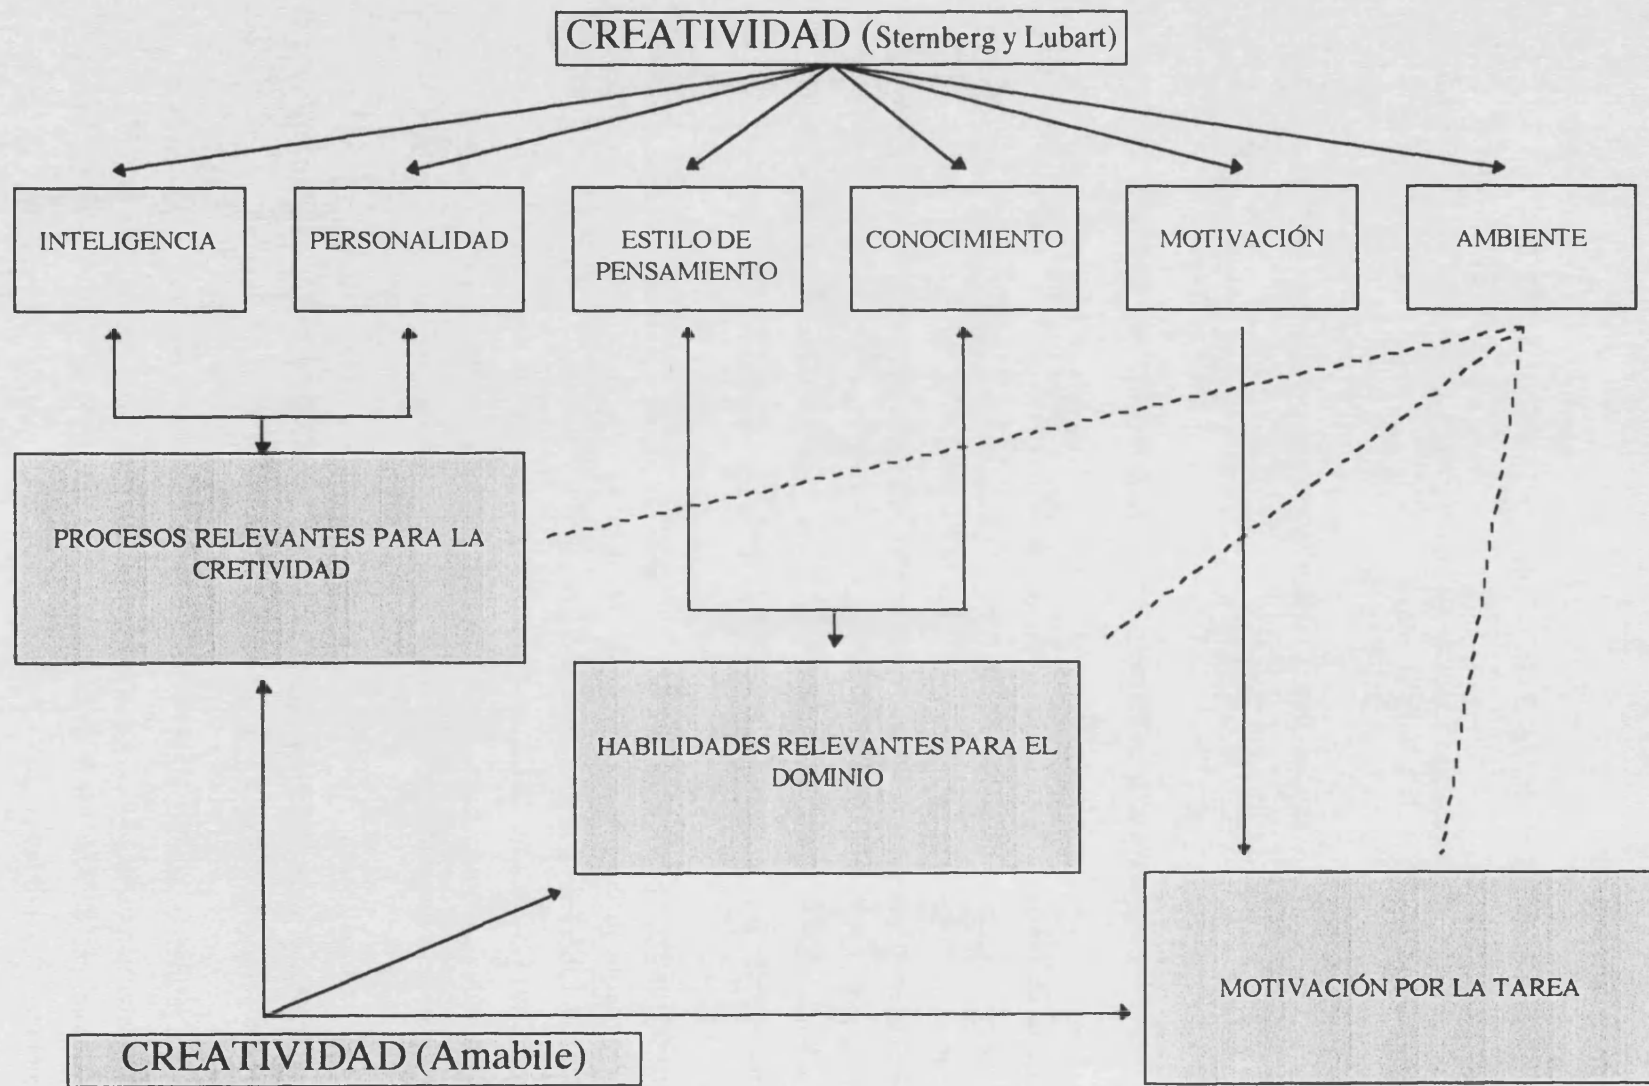 CREATIVIDAD (Sternberg y Lubart)
INTELIGENCIA
PERSONALIDAD
ESTILO DE
PENSAMIENTO
CONOCIMIENTO
MOTIVACIÓN
AMBIENTE
PROCESOS RELEVANTES PARA LA
CRETIVIDAD
HABILIDADES RELEVANTES PARA EL
DOMINIO
MOTIVACIÓN POR LA TAREA
CREATIVIDAD (Amabile)